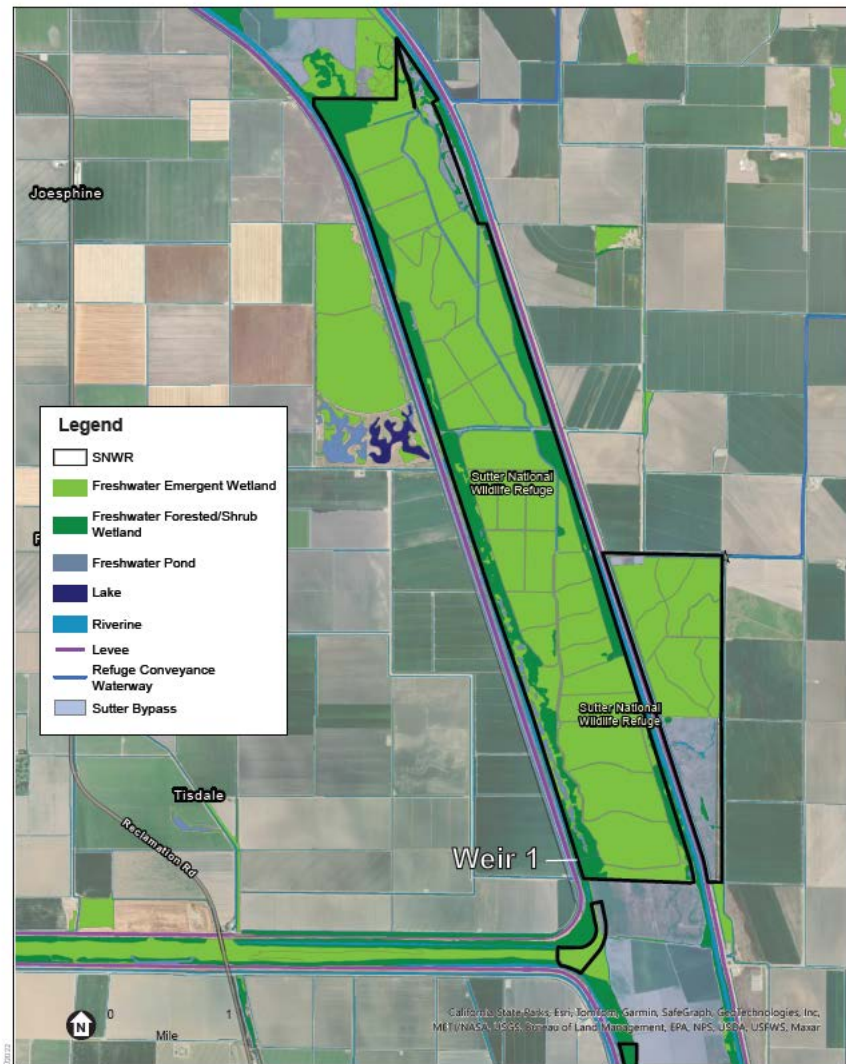 Joesphine
Legend
SNWR
Freshwater Emergent Wetland
Freshwater Forested/Shrub
Wetland
Freshwater Pond
Lake
Riverine
Levee
Refuge Conveyance
Waterway
Sutter Bypass
Sutter National
Wildlife Refuge
Sutter National
Wildlife Refuge
Tisdale
Reclamation Rd
Weir 1
N
0
1
Mile
California State Parks, Esri, TomTom, Garmin, SafeGraph, GeoTechnologies, Inc,
METI/NASA, USGS, Bureau of Land Management, EPA, NPS, USDA, USFWS, Maxar